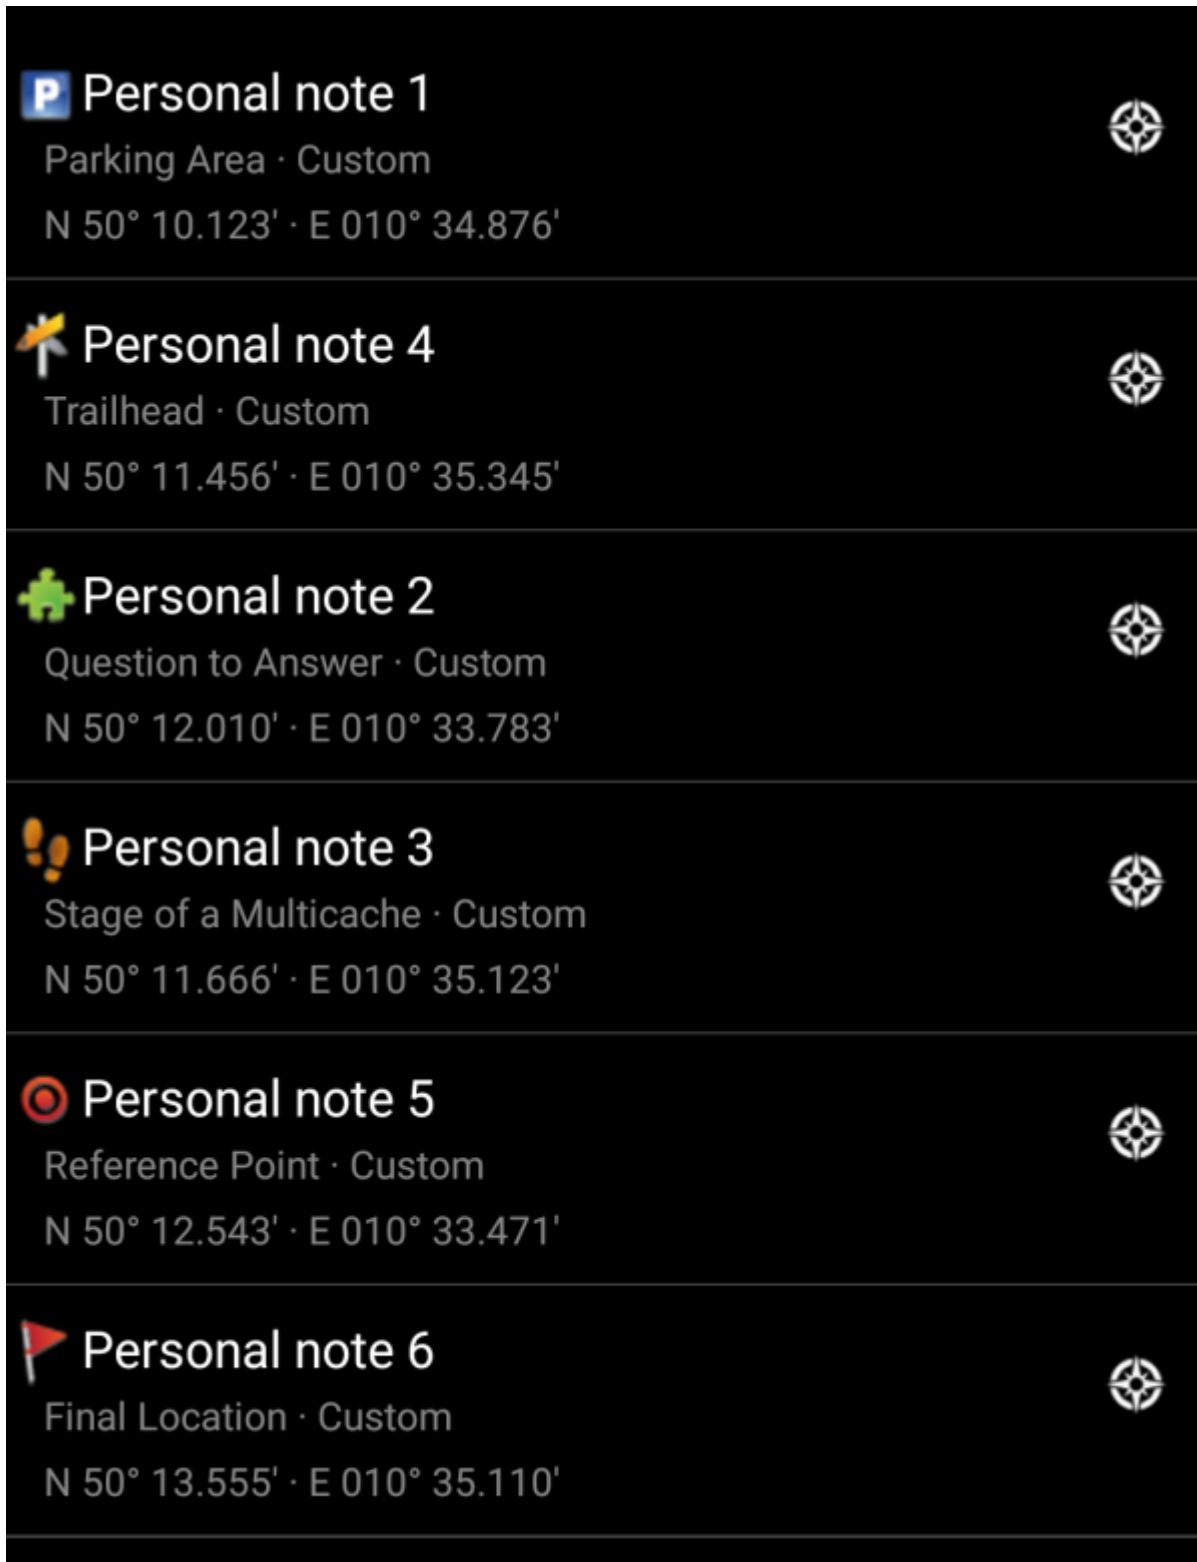 P Personal note 1
Parking Area · Custom
N 50° 10.123' · E 010° 34.876'
Personal note 4
Trailhead · Custom
N 50° 11.456' · E 010° 35.345'
Personal note 2
Question to Answer · Custom
N 50° 12.010' · E 010° 33.783'
Personal note 3
Stage of a Multicache · Custom
N 50° 11.666' · E 010° 35.123'
Personal note 5
Reference Point · Custom
N 50° 12.543' · E 010° 33.471'
Personal note 6
Final Location · Custom
N 50° 13.555' · E 010° 35.110'